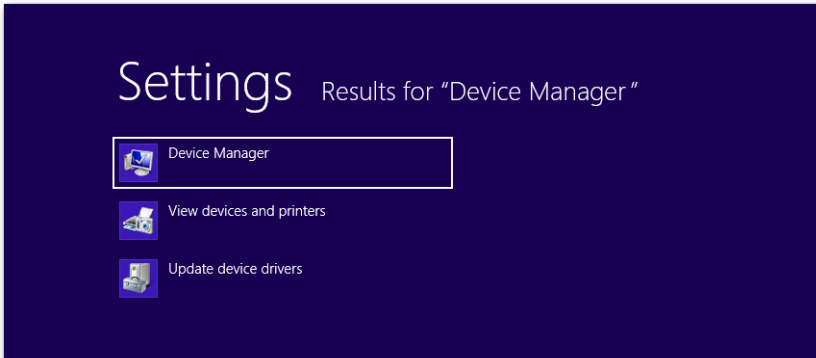 Settings Results for “Device Manager”
Device Manager
View devices and printers
Update device drivers